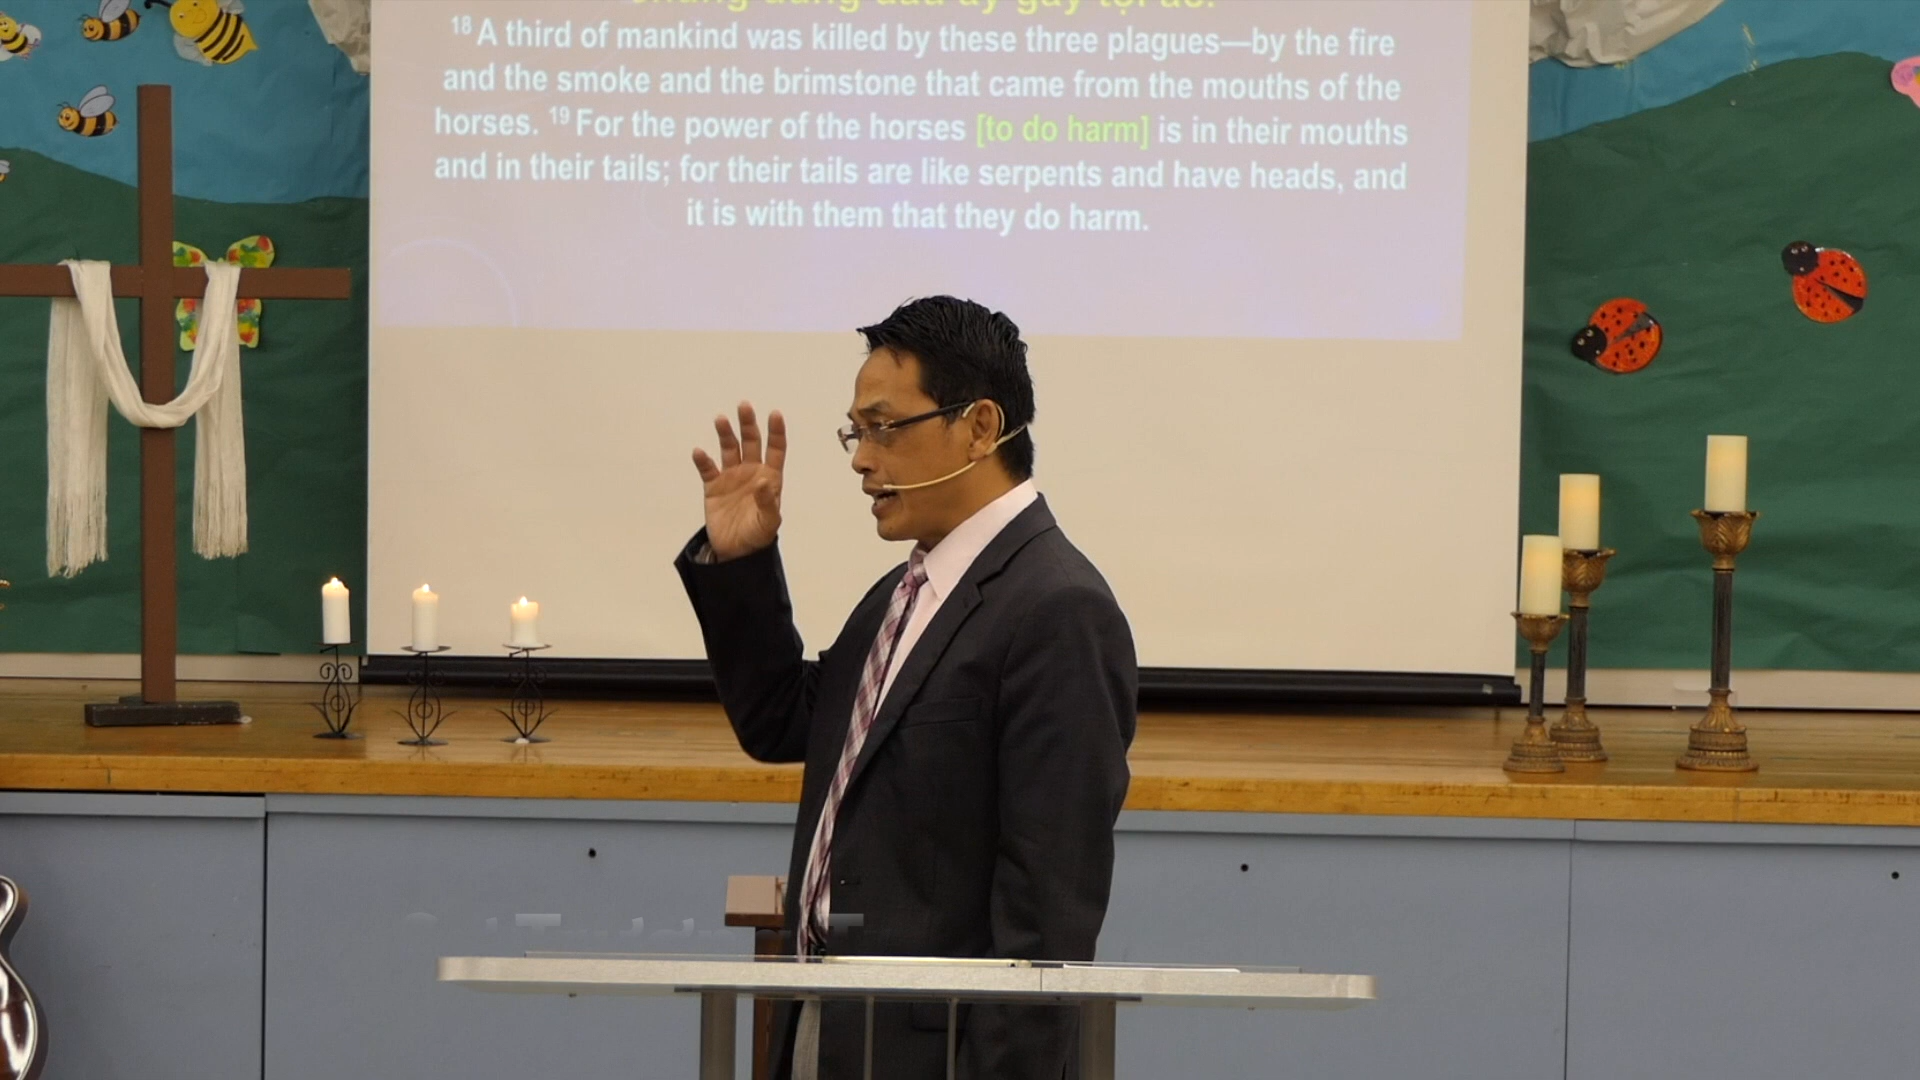 18 A third of mankind was killed by these three plagues—by the fire
and the smoke and the brimstone that came from the mouths of the
horses. 19 For the power of the horses [to do harm] is in their mouths
and in their tails; for their tails are like serpents and have heads, and
it is with them that they do harm.